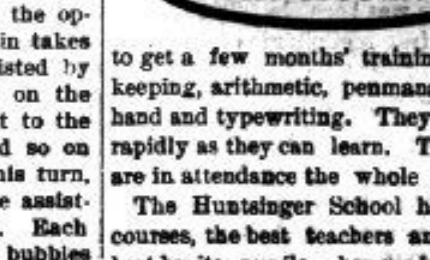 the op-
in takes
isted by
on the
t to the
d so on
his turn,
e assist-
. Each
bubbles
to get a few months' trainin
keeping, arithmetic, penman
hand and typewriting. They
rapidly as they can learn. T
are in attendance the whole
The Huntsinger School h
courses, the best teachers an